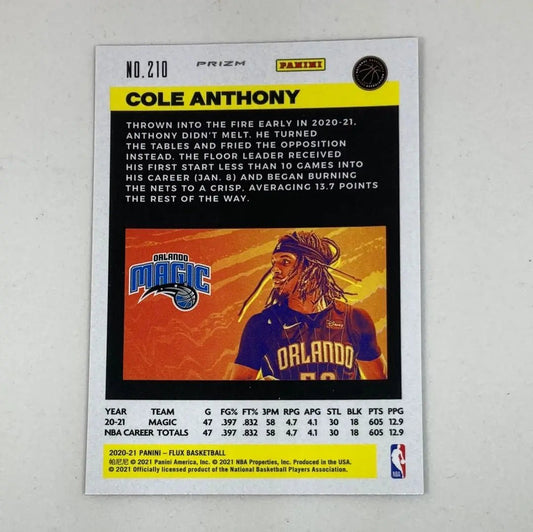 NO.210 PRIZM PANINI
COLE ANTHONY
THROWN INTO THE FIRE EARLY IN 2020-21,
ANTHONY DIDN'T MELT. HE TURNED
THE TABLES AND FRIED THE OPPOSITION
INSTEAD. THE FLOOR LEADER RECEIVED
HIS FIRST START LESS THAN 10 GAMES INTO
HIS CAREER (JAN. 8) AND BEGAN BURNING
THE NETS TO A CRISP. AVERAGING 13.7 POINTS
THE REST OF THE WAY.
ORLANDO
MAGIC
ORLANDO
YEAR TEAM G FG% FT% 3PM RPG APG STL BLK PTS PPG
20-21 MAGIC 47 .397 .832 58 4.7 4.1 30 18 605 12.9
NBA CAREER TOTALS 47 .397 .832 58 4.7 4.1 30 18 605 12.9
2020-21 PANINI – FLUX BASKETBALL
帕尼尼 © 2021 Panini America, Inc. © 2021 NBA Properties, Inc. Produced in the USA.
© 2021 Officially licensed product of the National Basketball Players Association.
NBA